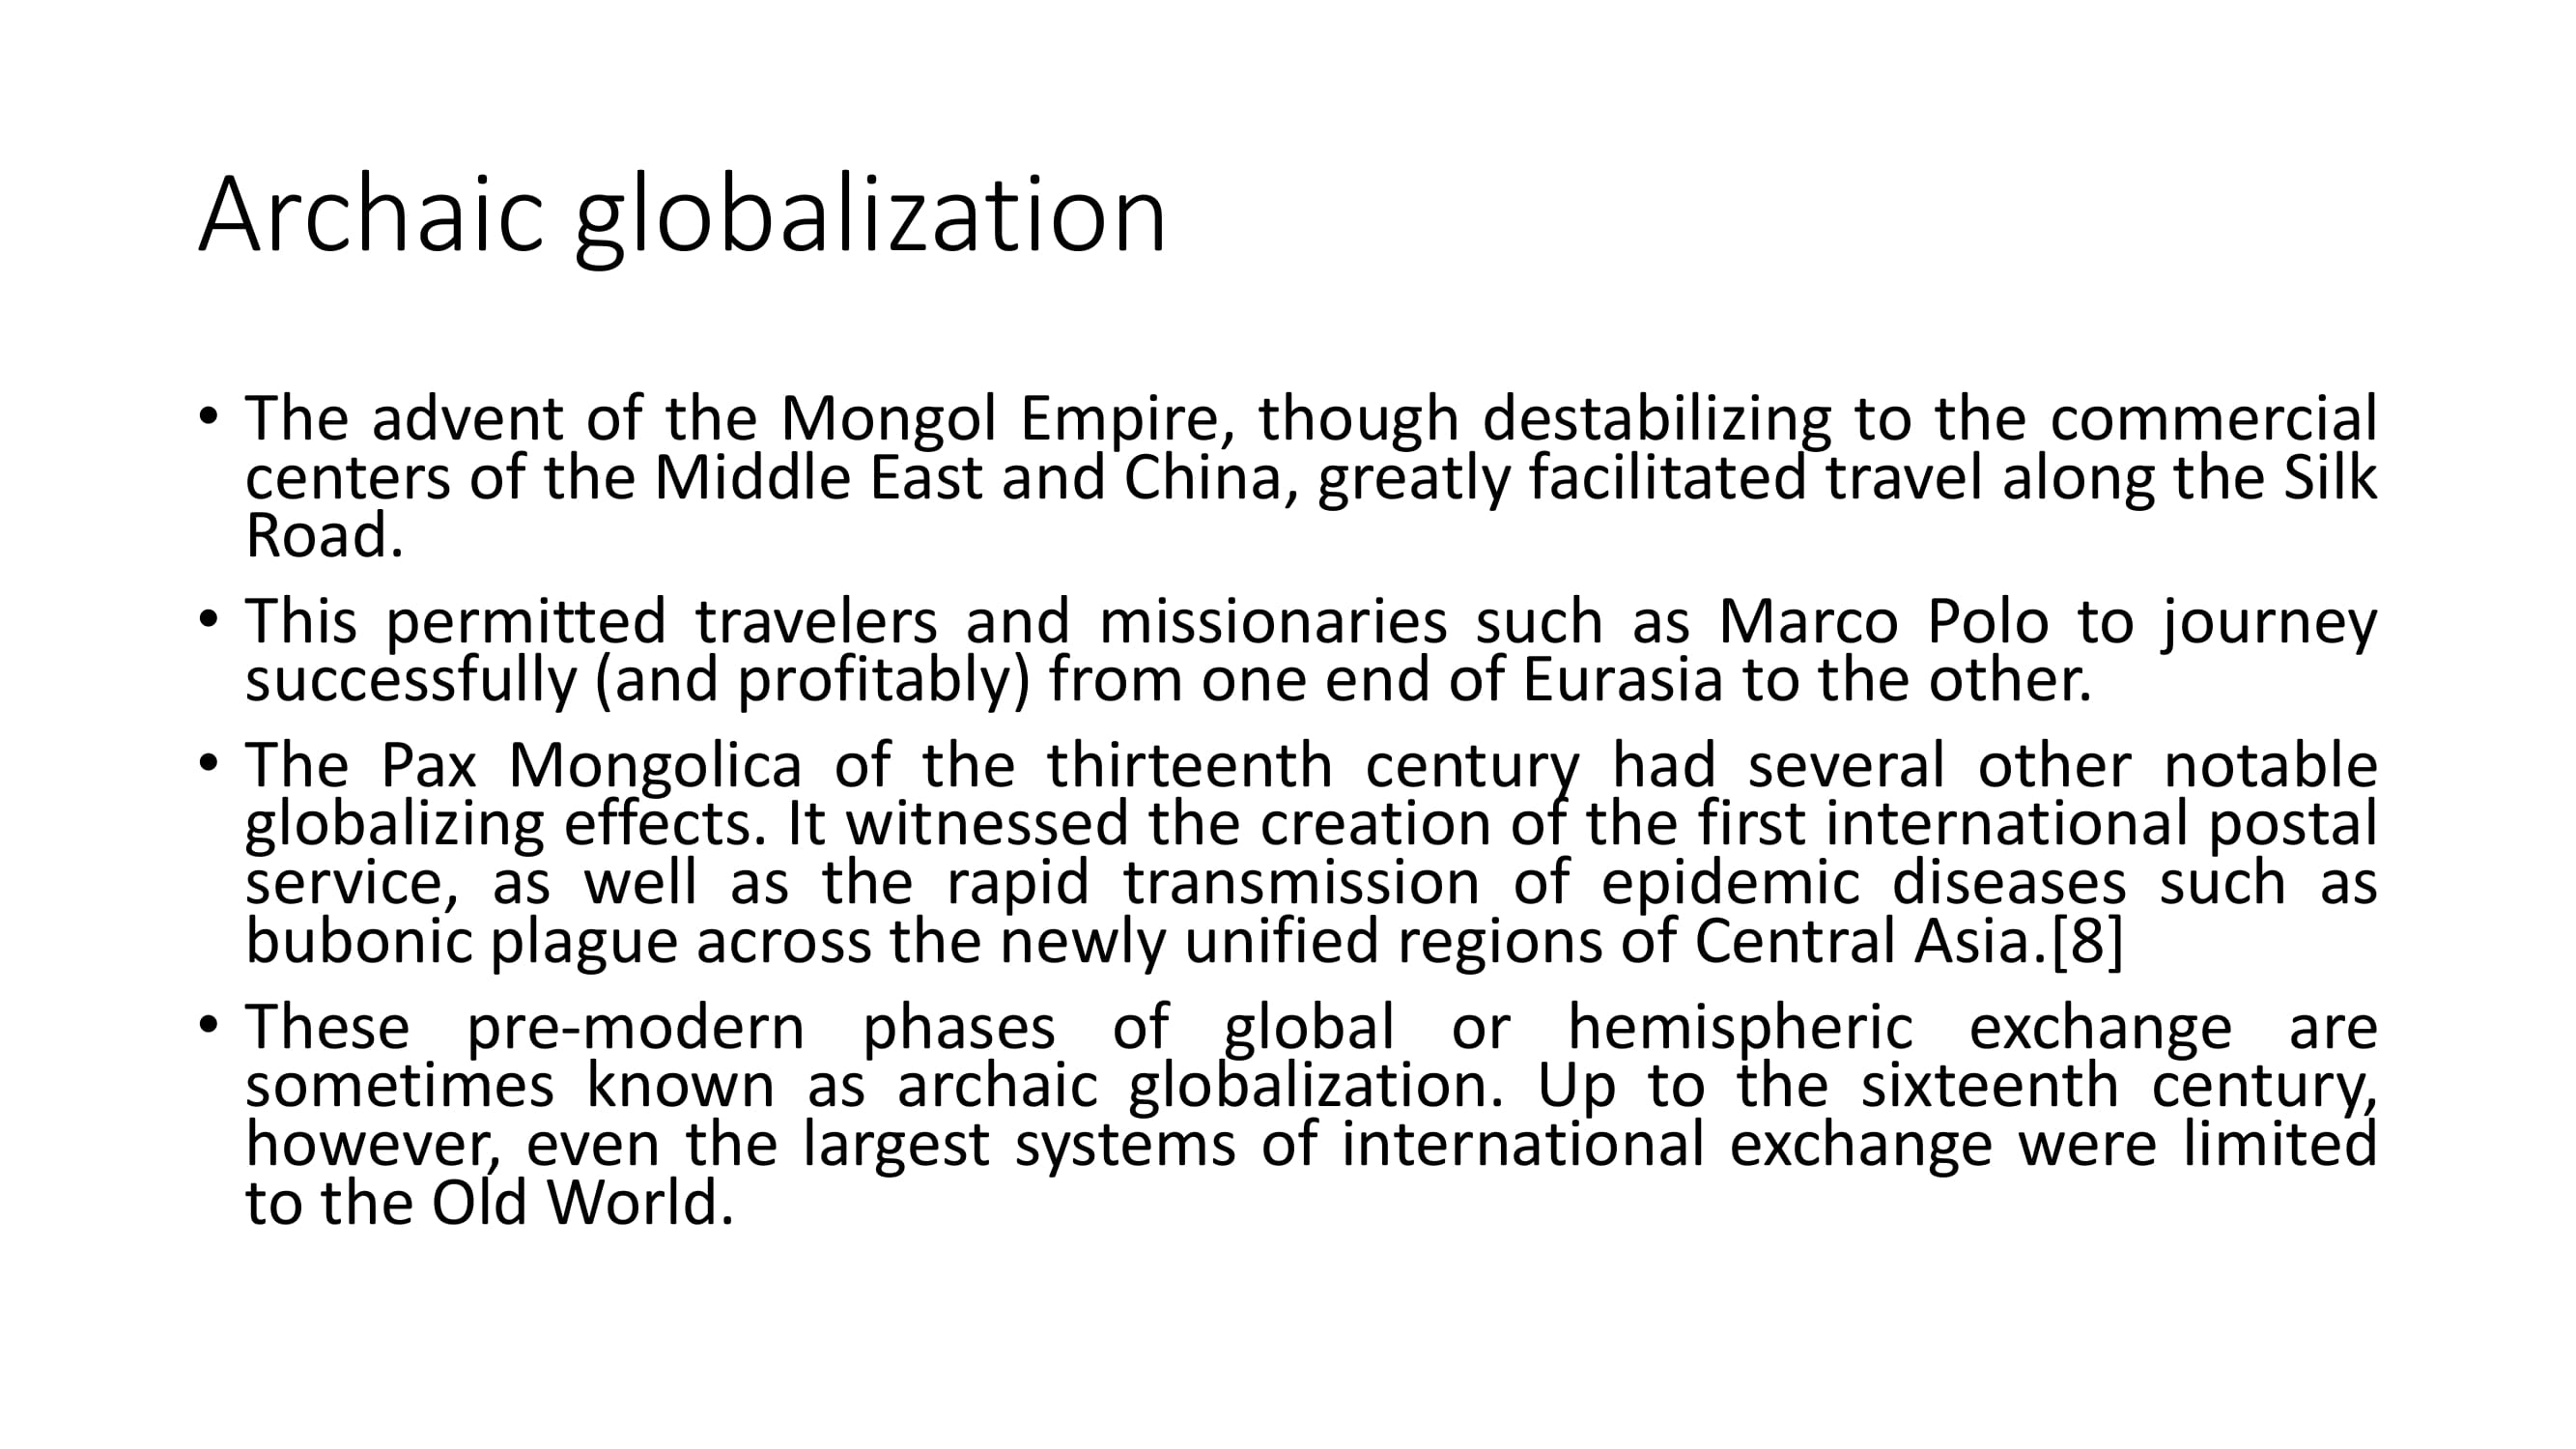 Archaic globalization
• The advent of the Mongol Empire, though destabilizing to the commercial
centers of the Middle East and China, greatly facilitated travel along the Silk
Road.
• This permitted travelers and missionaries such as Marco Polo to journey
successfully (and profitably) from one end of Eurasia to the other.
• The Pax Mongolica of the thirteenth century had several other notable
globalizing effects. It witnessed the creation of the first international postal
service, as well as the rapid transmission of epidemic diseases such as
bubonic plague across the newly unified regions of Central Asia.[8]
• These pre-modern phases of global or hemispheric exchange are
sometimes known as archaic globalization. Up to the sixteenth century,
however, even the largest systems of international exchange were limited
to the Old World.